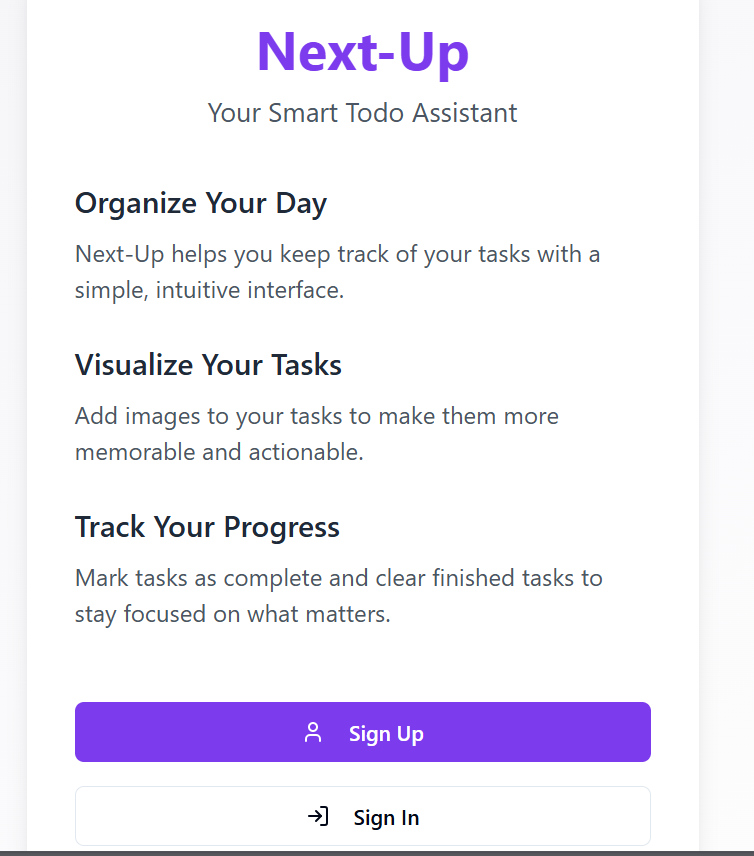 Next-Up
Your Smart Todo Assistant
Organize Your Day
Next-Up helps you keep track of your tasks with a
simple, intuitive interface.
Visualize Your Tasks
Add images to your tasks to make them more
memorable and actionable.
Track Your Progress
Mark tasks as complete and clear finished tasks to
stay focused on what matters.
Sign Up
Sign In